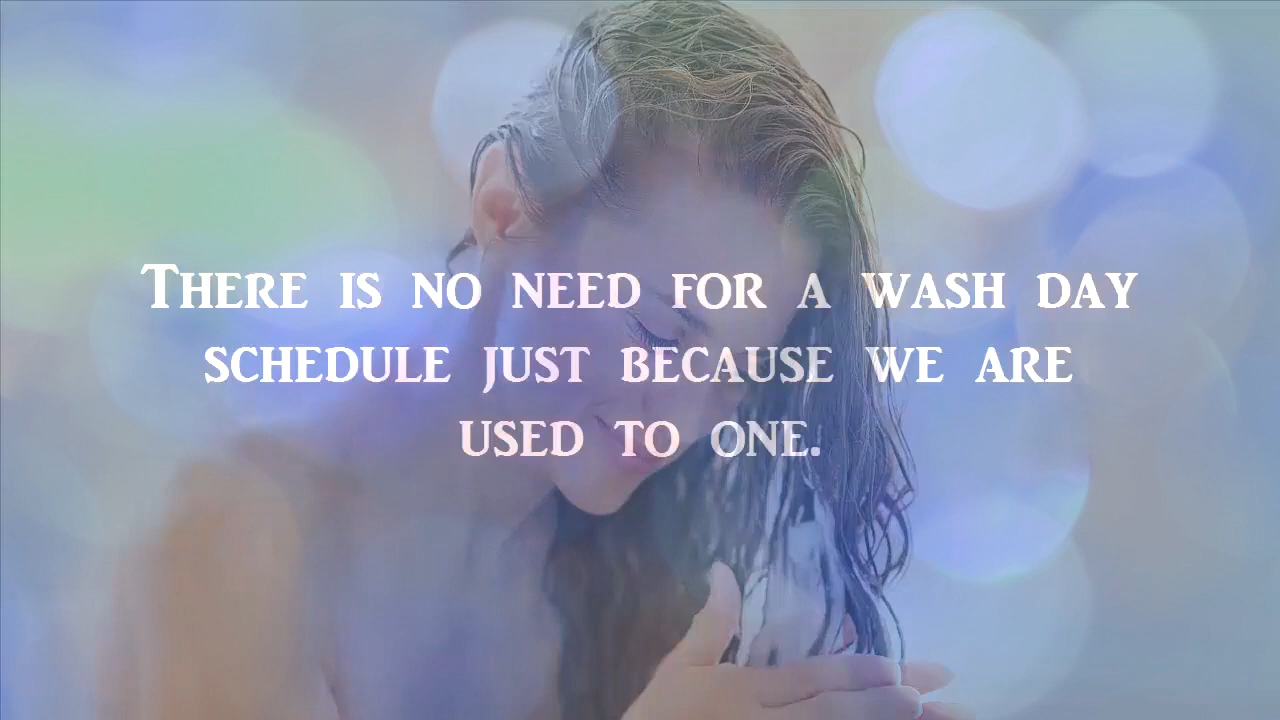 There is no need for a wash day
schedule just because we are
used to one.